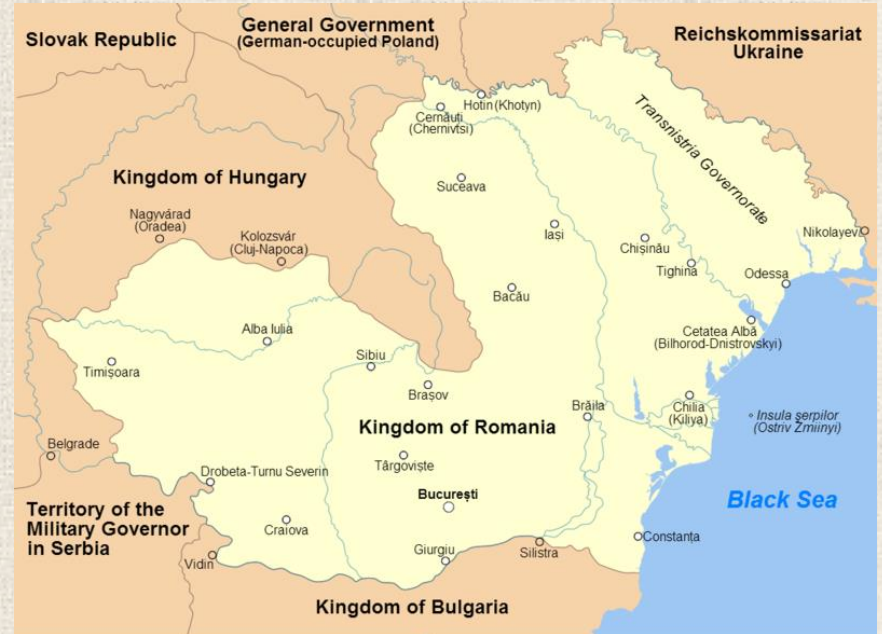 Slovak Republic
General Government
(German-occupied Poland)
Reichskommissariat
Ukraine
Hotin (Khotyn)
Cernăuți
(Chernivtsi)
Transnistria Governorate
Kingdom of Hungary
Suceava
Nagyvárad
(Oradea)
Kolozsvár
(Cluj-Napoca)
Iași
Chișinău
Nikolayev
Tighina
Odessa
Bacău
Alba Iulia
Cetatea Albă
(Bilhorod-Dnistrovskyi)
Timișoara
Sibiu
Brașov
Brăila
Chilia
(Kiliya)
Insula șerpilor
(Ostriv Zmiinyi)
Kingdom of Romania
Belgrade
Târgoviște
Drobeta-Turnu Severin
București
Black Sea
Territory of the
Military Governor
in Serbia
Craiova
Constanța
Giurgiu
Silistra
Vidin
Kingdom of Bulgaria